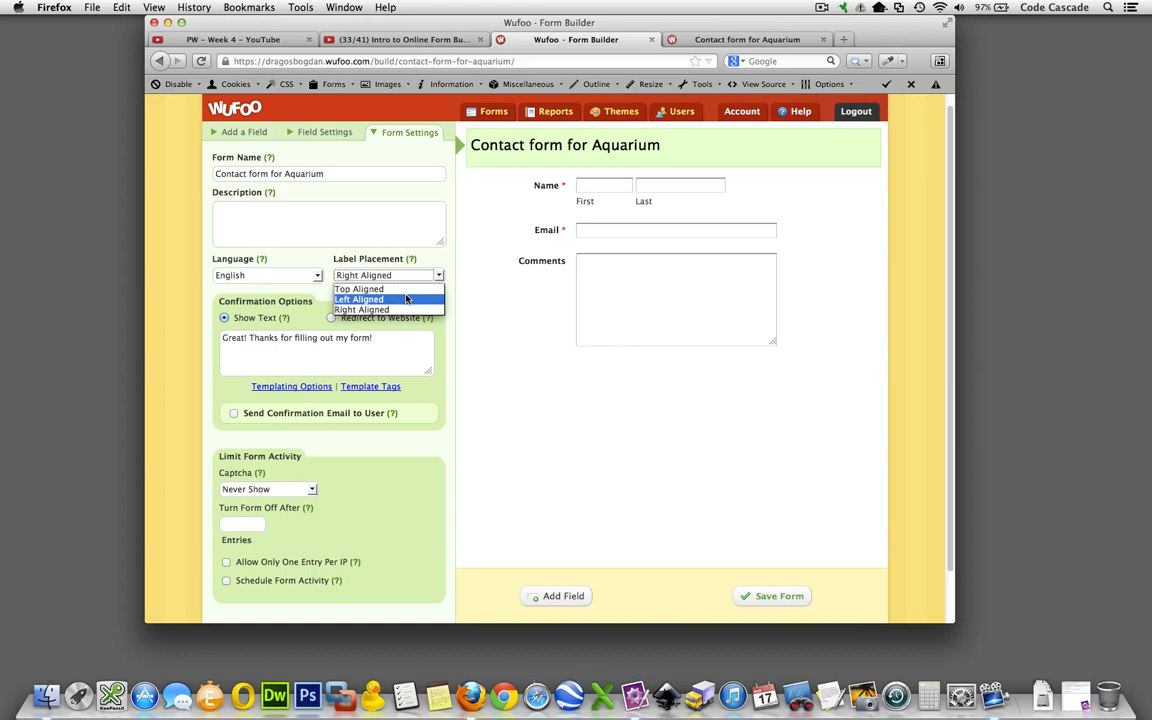 Firefox File Edit View History Bookmarks Tools Window Help 97% Code Cascade
Wufoo - Form Builder
PW - Week 4 - YouTube
(33/41) Intro to Online Form Bu...
Wufoo - Form Builder
Contact form for Aquarium
https://dragosbogdan.wufoo.com/build/contact-form-for-aquarium/
Google
Disable Cookies CSS Forms Images Information Miscellaneous Outline Resize Tools View Source Options
WUFOO
Forms Reports Themes Users Account Help Logout
Add a Field Field Settings Form Settings
Form Name (?)
Contact form for Aquarium
Description (?)
Language (?)
English
Label Placement (?)
Right Aligned
Top Aligned
Left Aligned
Right Aligned
Confirmation Options
Show Text (?)
Redirect to Website (?)
Great! Thanks for filling out my form!
Templating Options | Template Tags
Send Confirmation Email to User (?)
Limit Form Activity
Captcha (?)
Never Show
Turn Form Off After (?)
Entries
Allow Only One Entry Per IP (?)
Schedule Form Activity (?)
Contact form for Aquarium
Name *
First Last
Email *
Comments
Add Field
Save Form
KeePassX
Dw
Ps
17